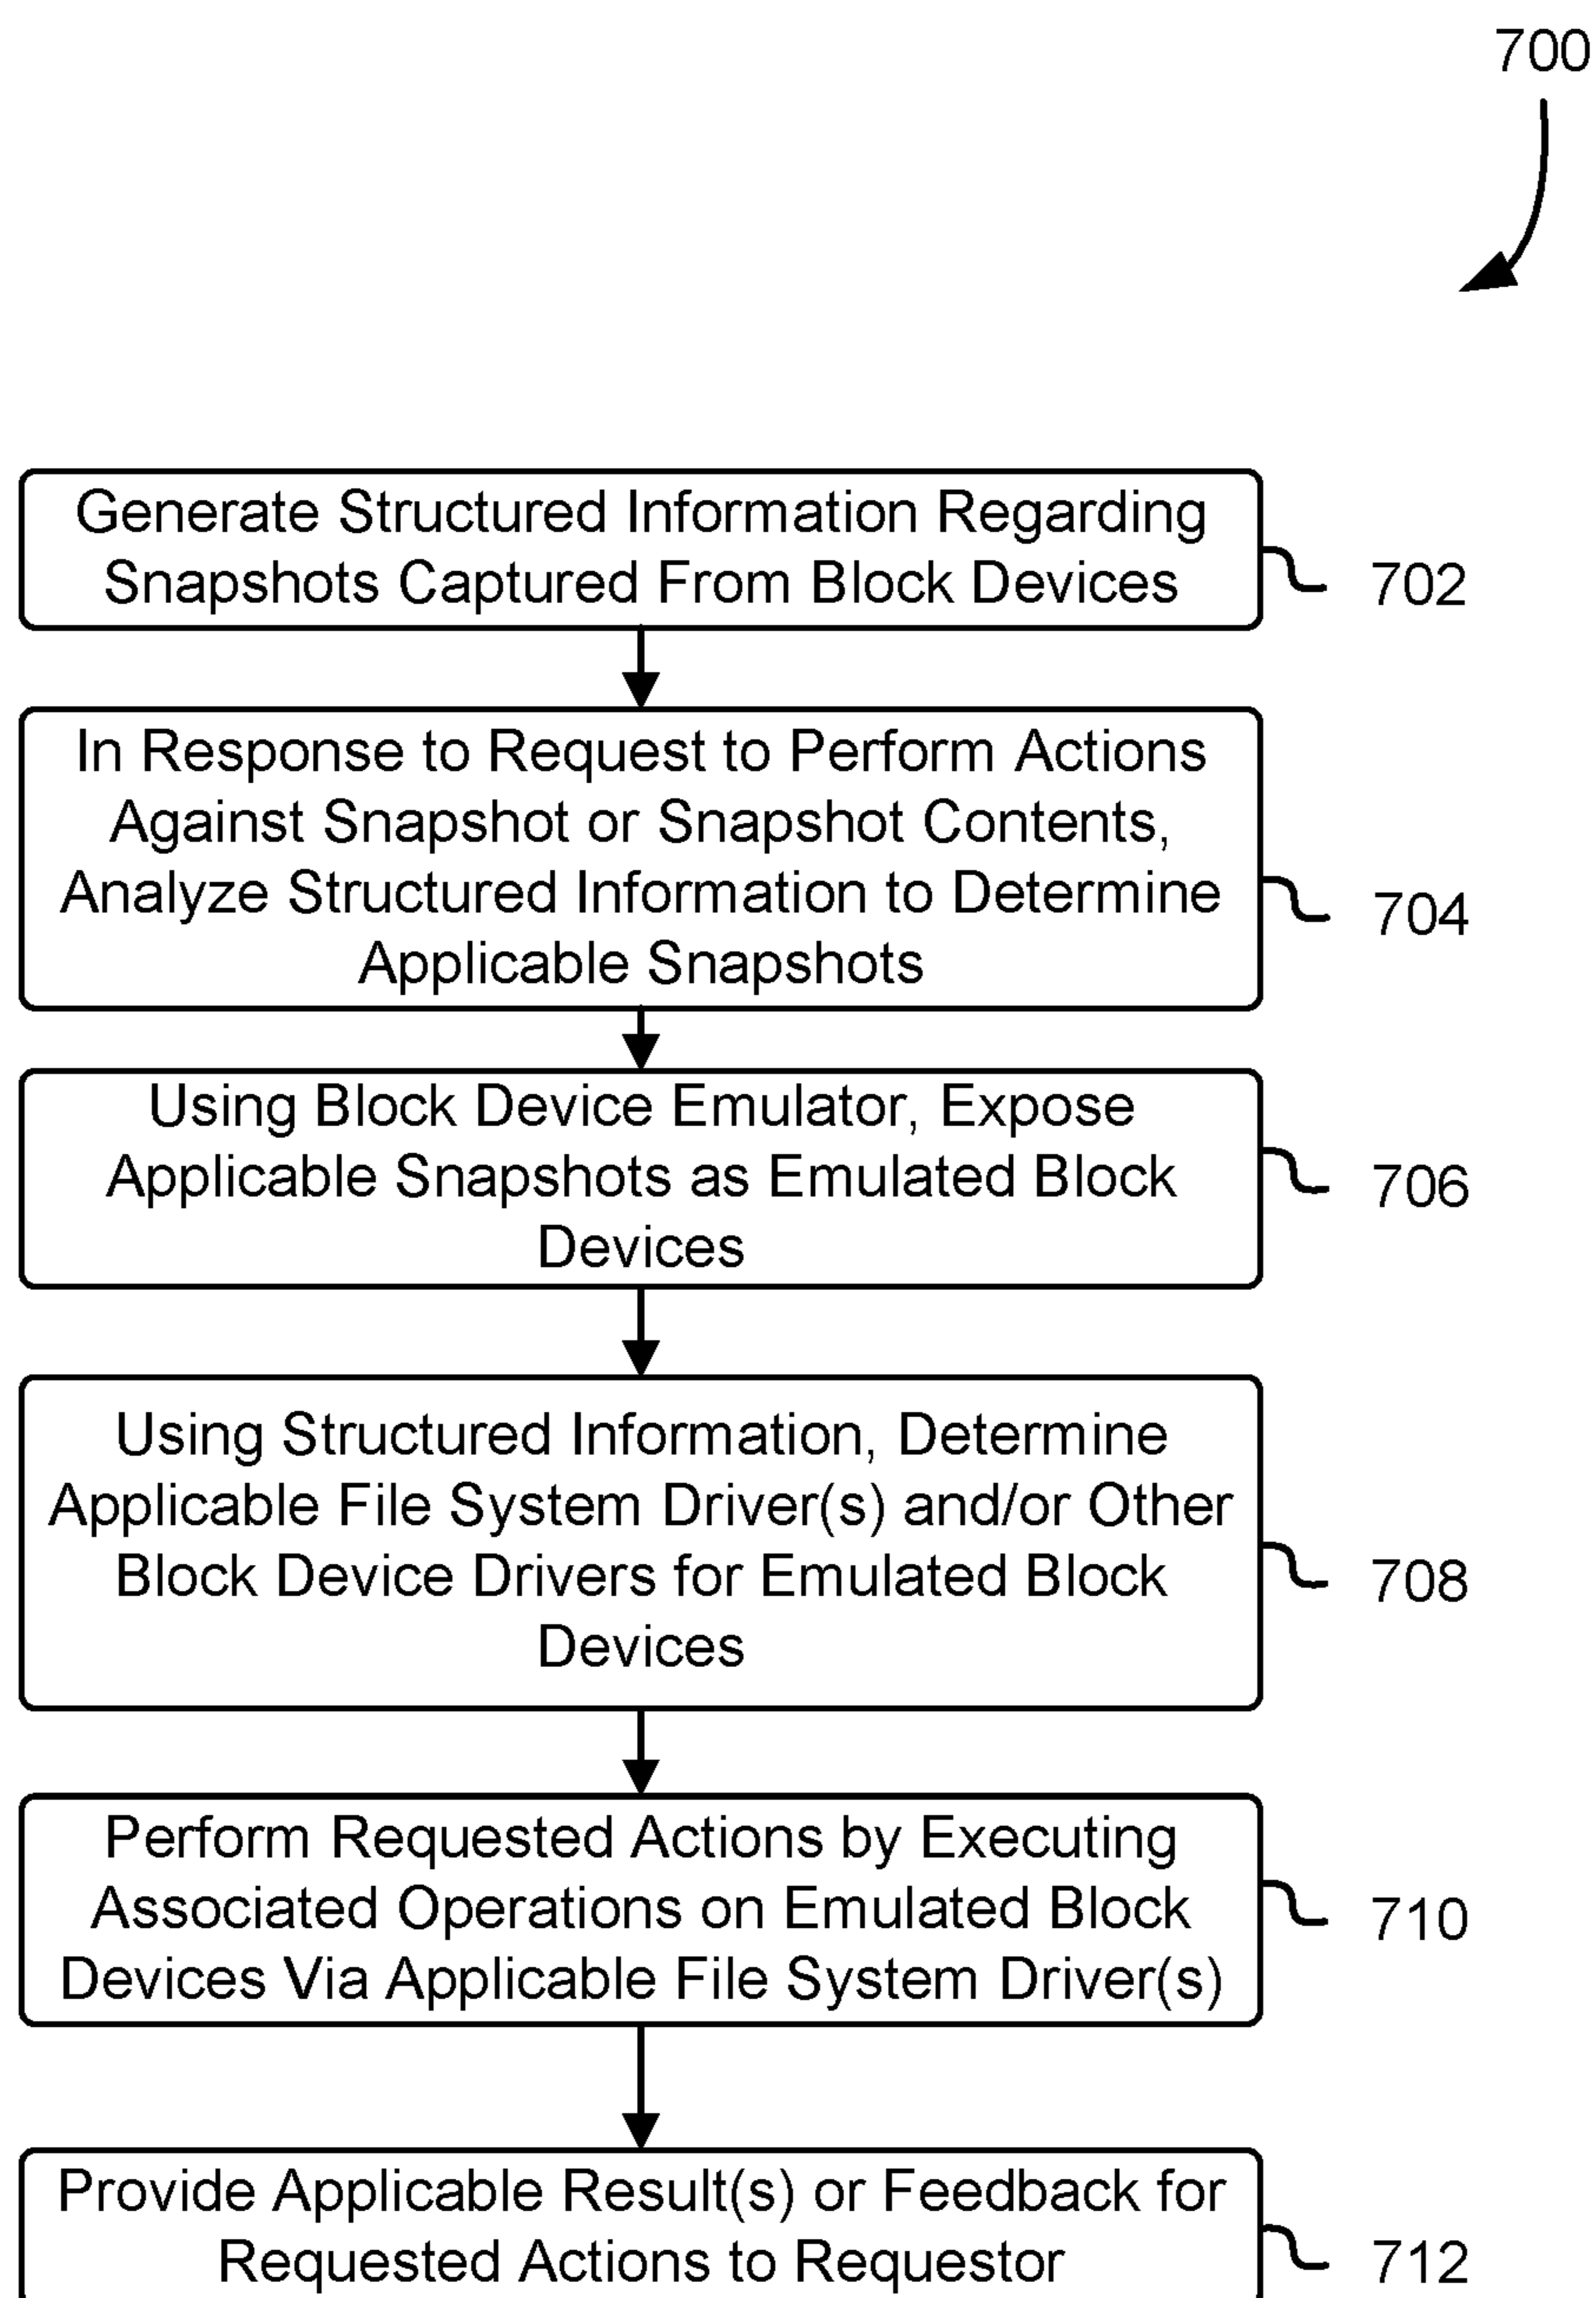 700
Generate Structured Information Regarding
Snapshots Captured From Block Devices
702
In Response to Request to Perform Actions
Against Snapshot or Snapshot Contents,
Analyze Structured Information to Determine
Applicable Snapshots
704
Using Block Device Emulator, Expose
Applicable Snapshots as Emulated Block
Devices
706
Using Structured Information, Determine
Applicable File System Driver(s) and/or Other
Block Device Drivers for Emulated Block
Devices
708
Perform Requested Actions by Executing
Associated Operations on Emulated Block
Devices Via Applicable File System Driver(s)
710
Provide Applicable Result(s) or Feedback for
Requested Actions to Requestor
712